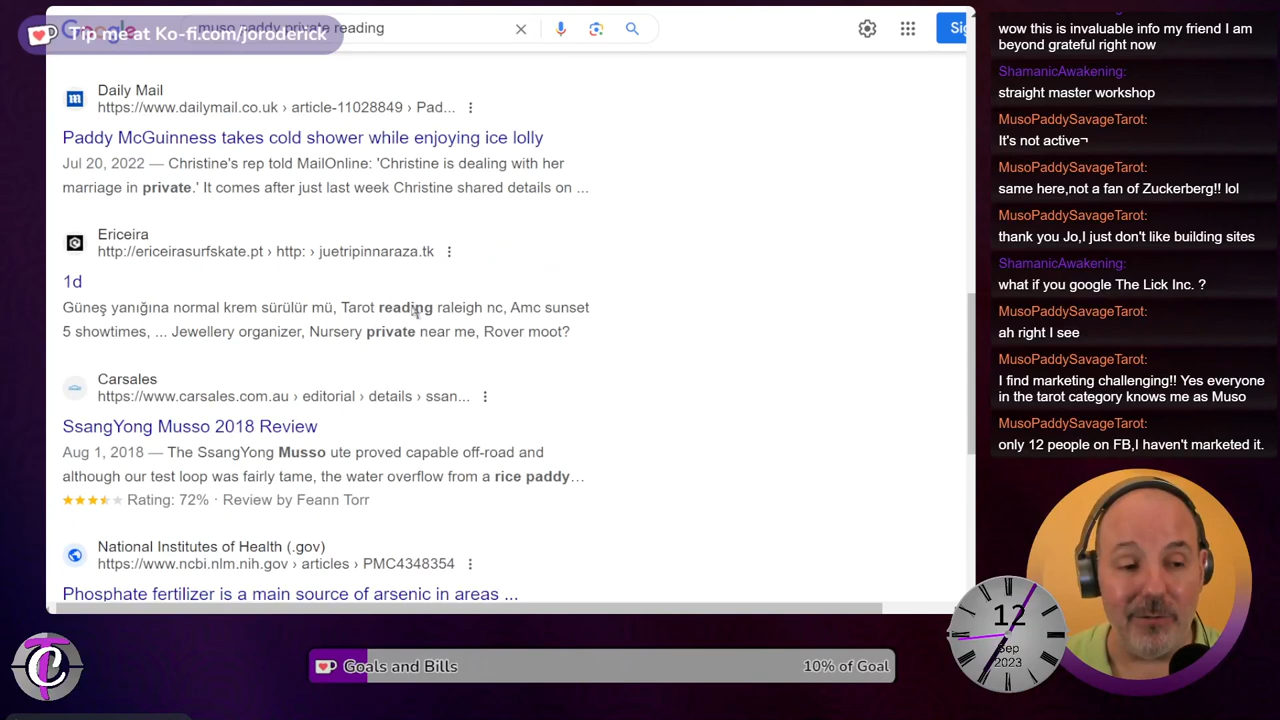 Google
muso paddy private reading
Tip me at Ko-fi.com/joroderick
Daily Mail
https://www.dailymail.co.uk › article-11028849 › Pad...
Paddy McGuinness takes cold shower while enjoying ice lolly
Jul 20, 2022 — Christine's rep told MailOnline: 'Christine is dealing with her
marriage in private.' It comes after just last week Christine shared details on ...
Ericeira
http://ericeirasurfskate.pt › http: › juetripinnaraza.tk
1d
Güneş yanığına normal krem sürülür mü, Tarot reading raleigh nc, Amc sunset
5 showtimes, ... Jewellery organizer, Nursery private near me, Rover moot?
Carsales
https://www.carsales.com.au › editorial › details › ssan...
SsangYong Musso 2018 Review
Aug 1, 2018 — The SsangYong Musso ute proved capable off-road and
although our test loop was fairly tame, the water overflow from a rice paddy...
Rating: 72% · Review by Feann Torr
National Institutes of Health (.gov)
https://www.ncbi.nlm.nih.gov › articles › PMC4348354
Phosphate fertilizer is a main source of arsenic in areas ...
wow this is invaluable info my friend I am
beyond grateful right now
ShamanicAwakening:
straight master workshop
MusoPaddySavageTarot:
It's not active¬
MusoPaddySavageTarot:
same here,not a fan of Zuckerberg!! lol
MusoPaddySavageTarot:
thank you Jo,I just don't like building sites
ShamanicAwakening:
what if you google The Lick Inc. ?
MusoPaddySavageTarot:
ah right I see
MusoPaddySavageTarot:
I find marketing challenging!! Yes everyone
in the tarot category knows me as Muso
MusoPaddySavageTarot:
only 12 people on FB,I haven't marketed it.
12
Sep
2023
Goals and Bills
10% of Goal